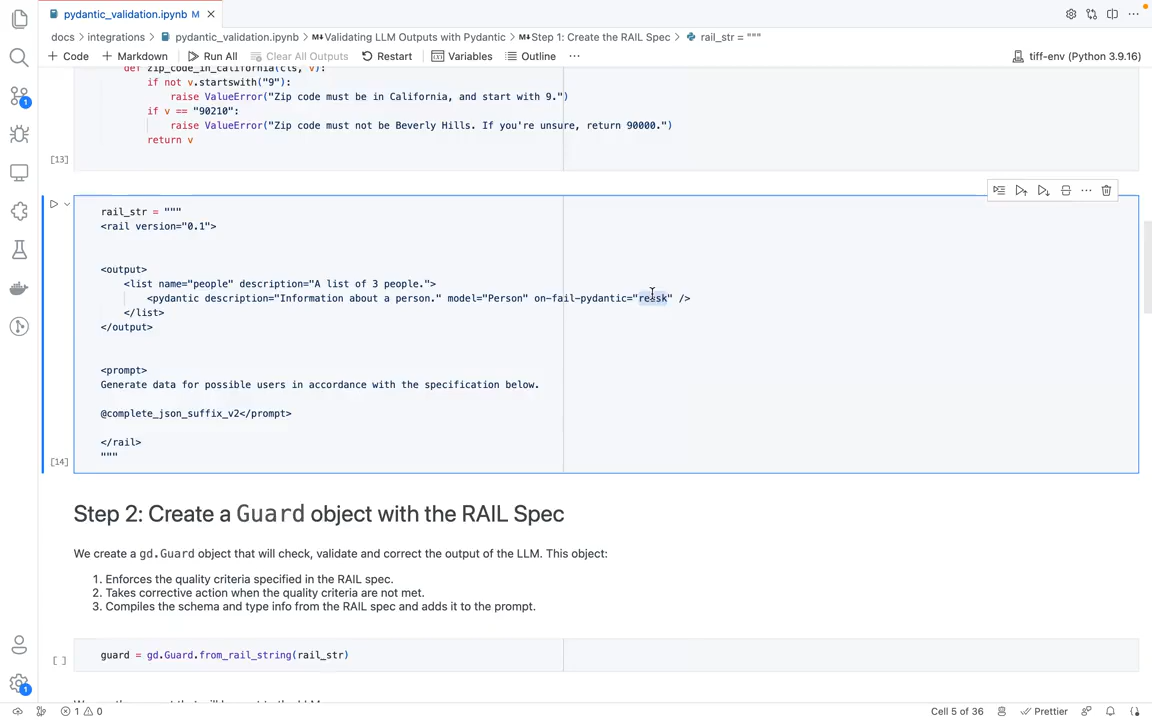 pydantic_validation.ipynb M
docs > integrations > pydantic_validation.ipynb > M↓Validating LLM Outputs with Pydantic > M↓Step 1: Create the RAIL Spec > rail_str = """
Code Markdown Run All Clear All Outputs Restart Variables Outline ... tiff-env (Python 3.9.16)
def zip_code_in_california(cls, v):
if not v.startswith("9"):
raise ValueError("Zip code must be in California, and start with 9.")
if v == "90210":
raise ValueError("Zip code must not be Beverly Hills. If you're unsure, return 90000.")
return v
[13]
rail_str = """
<rail version="0.1">
<output>
<list name="people" description="A list of 3 people.">
<pydantic description="Information about a person." model="Person" on-fail-pydantic="reask" />
</list>
</output>
<prompt>
Generate data for possible users in accordance with the specification below.
@complete_json_suffix_v2</prompt>
</rail>
"""
[14]
Step 2: Create a Guard object with the RAIL Spec
We create a gd.Guard object that will check, validate and correct the output of the LLM. This object:
1. Enforces the quality criteria specified in the RAIL spec.
2. Takes corrective action when the quality criteria are not met.
3. Compiles the schema and type info from the RAIL spec and adds it to the prompt.
guard = gd.Guard.from_rail_string(rail_str)
[ ]
1
1
1 0 Cell 5 of 36 Prettier